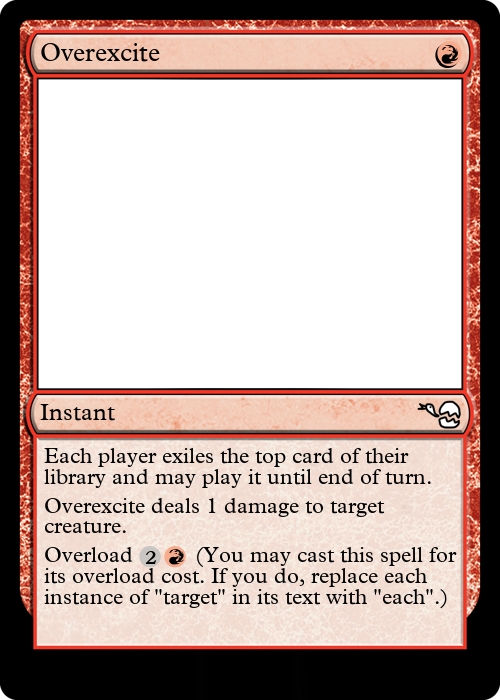 Overexcite
Instant
Each player exiles the top card of their
library and may play it until end of turn.
Overexcite deals 1 damage to target
creature.
Overload 2 (You may cast this spell for
its overload cost. If you do, replace each
instance of "target" in its text with "each".)